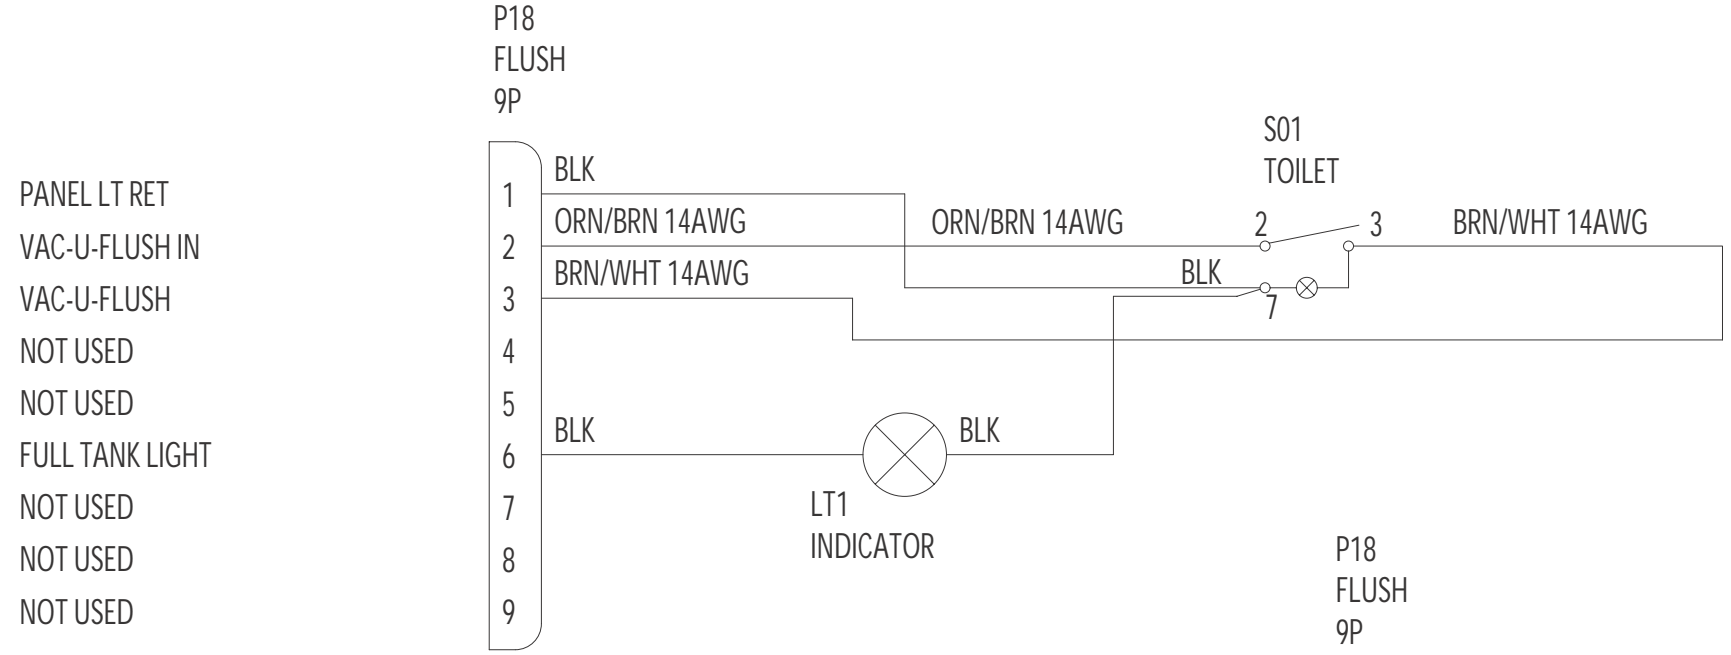 P18
FLUSH
9P
S01
TOILET
PANEL LT RET 1 BLK
VAC-U-FLUSH IN 2 ORN/BRN 14AWG ORN/BRN 14AWG 2 3 BRN/WHT 14AWG
VAC-U-FLUSH 3 BRN/WHT 14AWG BLK 7
NOT USED 4
NOT USED 5
FULL TANK LIGHT 6 BLK BLK
NOT USED 7
NOT USED 8
NOT USED 9
LT1
INDICATOR
P18
FLUSH
9P